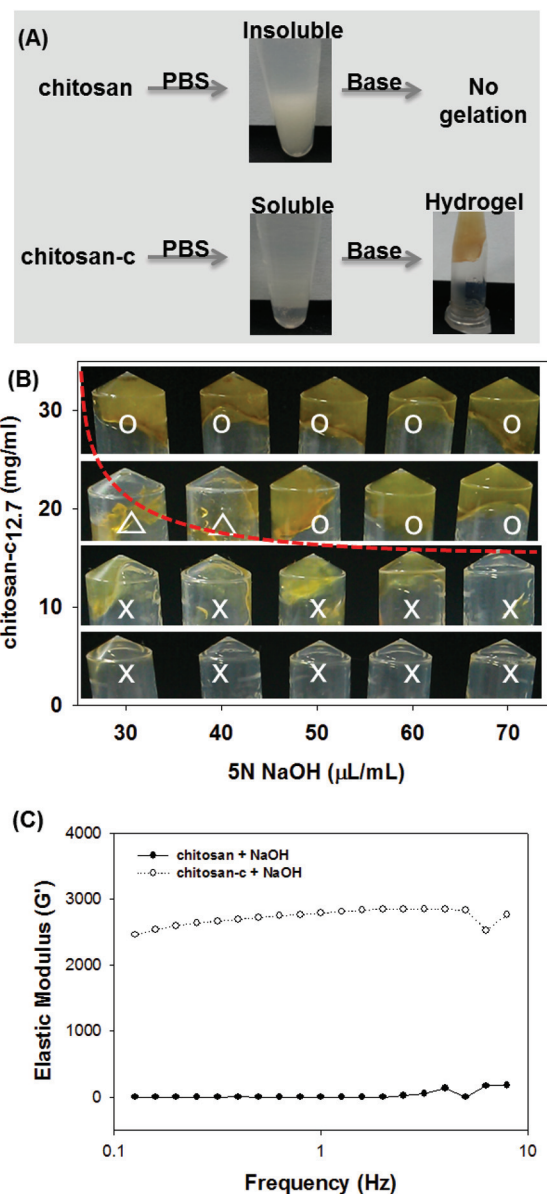 (A)
Insoluble
chitosan PBS Base No
gelation
Soluble Hydrogel
chitosan-c PBS Base
(B)
chitosan-c12.7 (mg/ml)
30
O O O O O
20
△ △ O O O
10
X X X X X
X X X X X
0
30 40 50 60 70
5N NaOH (μL/mL)
(C)
Elastic Modulus (G')
4000
chitosan + NaOH
chitosan-c + NaOH
3000
2000
1000
0
0.1 1 10
Frequency (Hz)